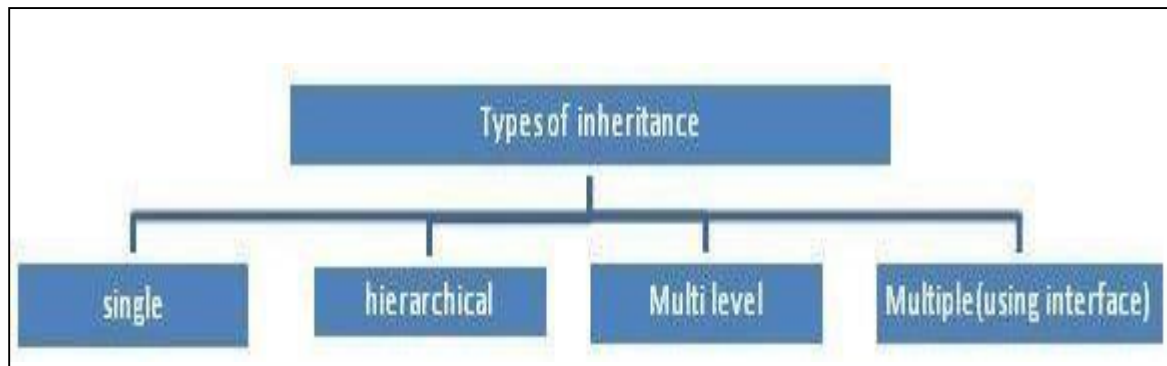 Types of inheritance
single
hierarchical
Multi level
Multiple(using interface)